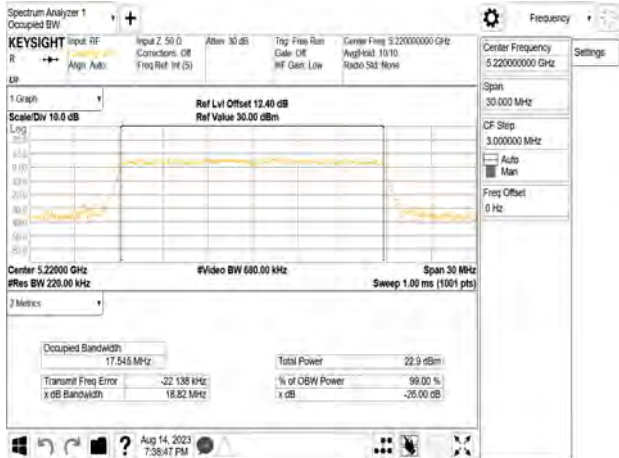 Spectrum Analyzer 1
Occupied BW
+
Frequency
KEYSIGHT Input: RF Input Z: 50 Ω Atten: 30 dB Trig: Free Run Center Freq: 5.220000000 GHz
R Corrections: Off Gate: Off Avg|Hold: 10/10
Align: Auto Freq Ref: Int (S) #IF Gain: Low Radio Std: None
Center Frequency
5.220000000 GHz
Settings
Span
30.000 MHz
CF Step
3.000000 MHz
Auto
Man
Freq Offset
0 Hz
1 Graph
Scale/Div 10.0 dB
Ref Lvl Offset 12.40 dB
Ref Value 30.00 dBm
Log
Center 5.22000 GHz #Video BW 680.00 kHz Span 30 MHz
#Res BW 220.00 kHz Sweep 1.00 ms (1001 pts)
2 Metrics
Occupied Bandwidth
17.545 MHz
Total Power 22.9 dBm
Transmit Freq Error -22.138 kHz
% of OBW Power 99.00 %
x dB Bandwidth 18.82 MHz
x dB -26.00 dB
?
Aug 14, 2023
7:38:47 PM